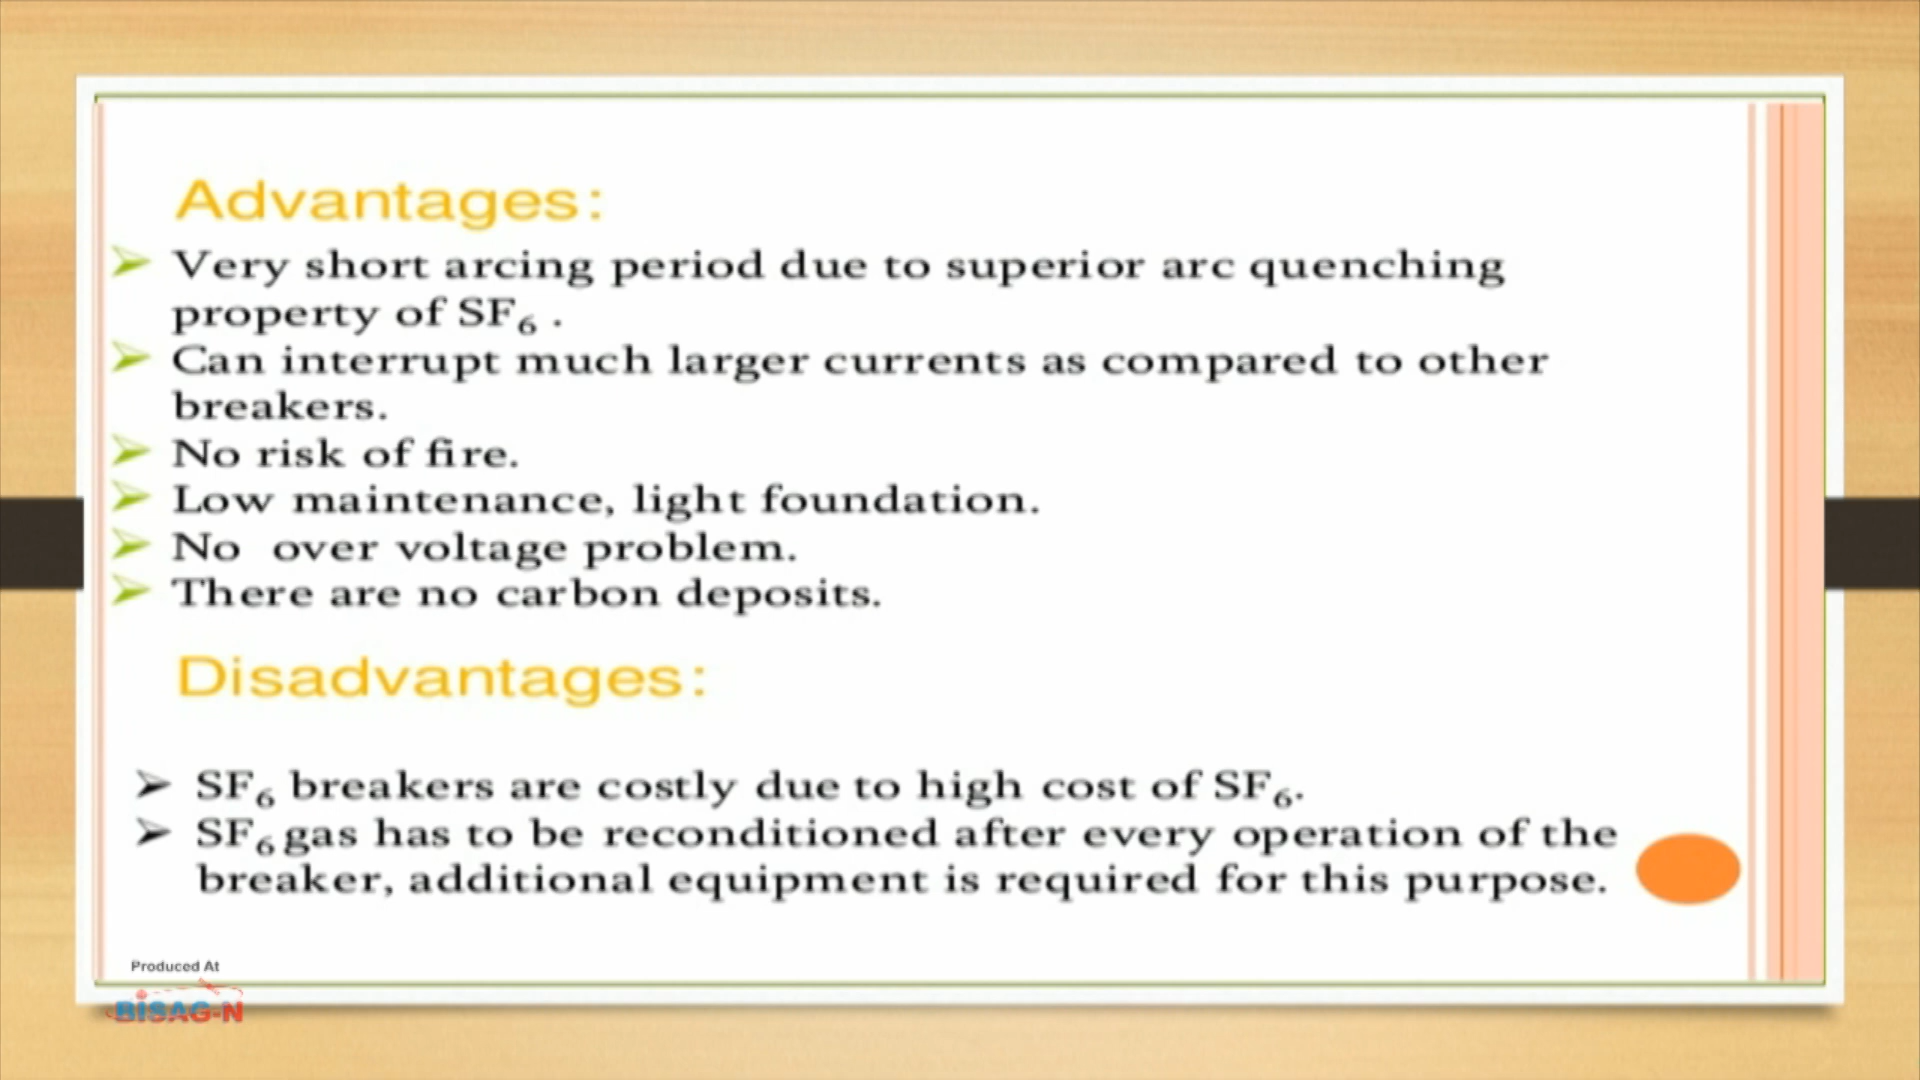 Advantages:
➢ Very short arcing period due to superior arc quenching
property of SF₆ .
➢ Can interrupt much larger currents as compared to other
breakers.
➢ No risk of fire.
➢ Low maintenance, light foundation.
➢ No over voltage problem.
➢ There are no carbon deposits.
Disadvantages:
➢ SF₆ breakers are costly due to high cost of SF₆.
➢ SF₆ gas has to be reconditioned after every operation of the
breaker, additional equipment is required for this purpose.
Produced At
BISAG-N